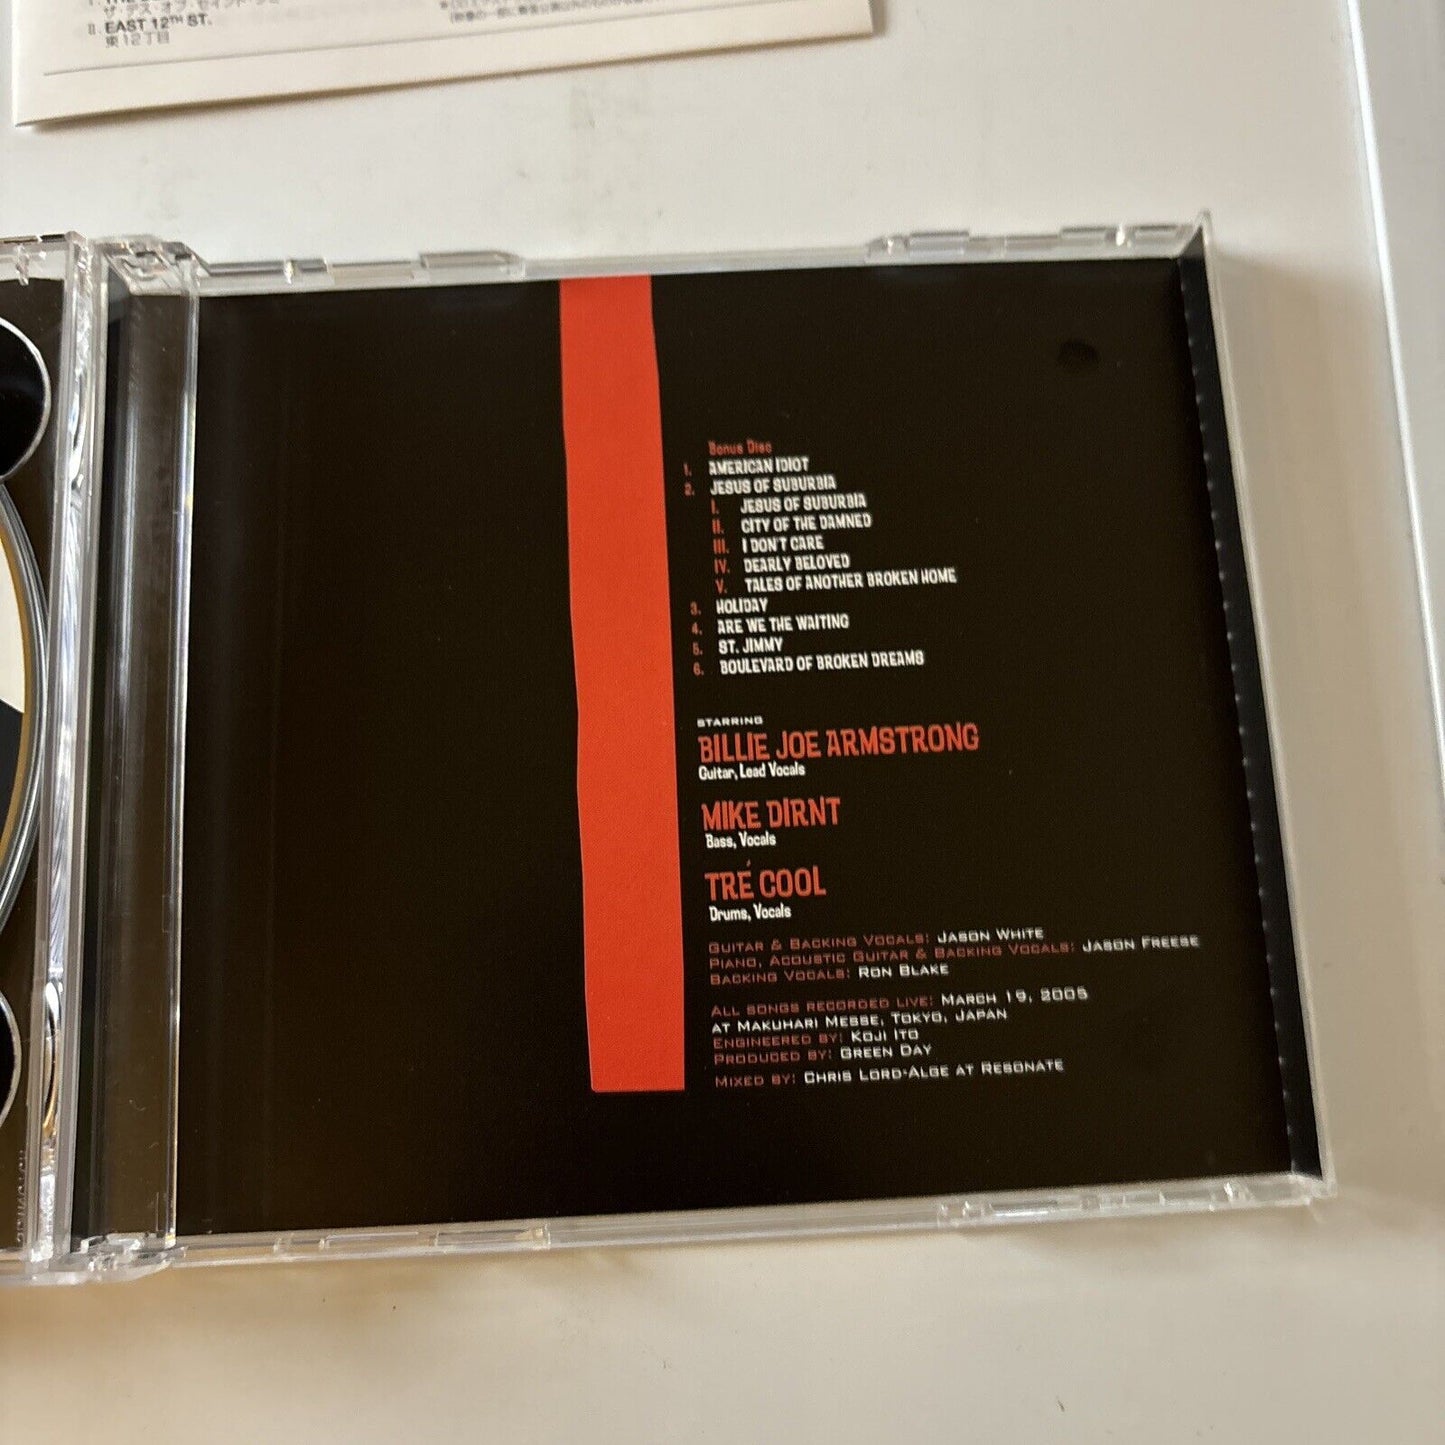 EAST 12TH ST.
東12丁目
Bonus Disc
1. AMERICAN IDIOT
2. JESUS OF SUBURBIA
I. JESUS OF SUBURBIA
II. CITY OF THE DAMNED
III. I DON'T CARE
IV. DEARLY BELOVED
V. TALES OF ANOTHER BROKEN HOME
3. HOLIDAY
4. ARE WE THE WAITING
5. ST. JIMMY
6. BOULEVARD OF BROKEN DREAMS
STARRING
BILLIE JOE ARMSTRONG
Guitar, Lead Vocals
MIKE DIRNT
Bass, Vocals
TRÉ COOL
Drums, Vocals
GUITAR & BACKING VOCALS: JASON WHITE
PIANO, ACOUSTIC GUITAR & BACKING VOCALS: JASON FREESE
BACKING VOCALS: RON BLAKE
ALL SONGS RECORDED LIVE: MARCH 19, 2005
AT MAKUHARI MESSE, TOKYO, JAPAN
ENGINEERED BY: KOJI ITO
PRODUCED BY: GREEN DAY
MIXED BY: CHRIS LORD-ALGE AT RESONATE